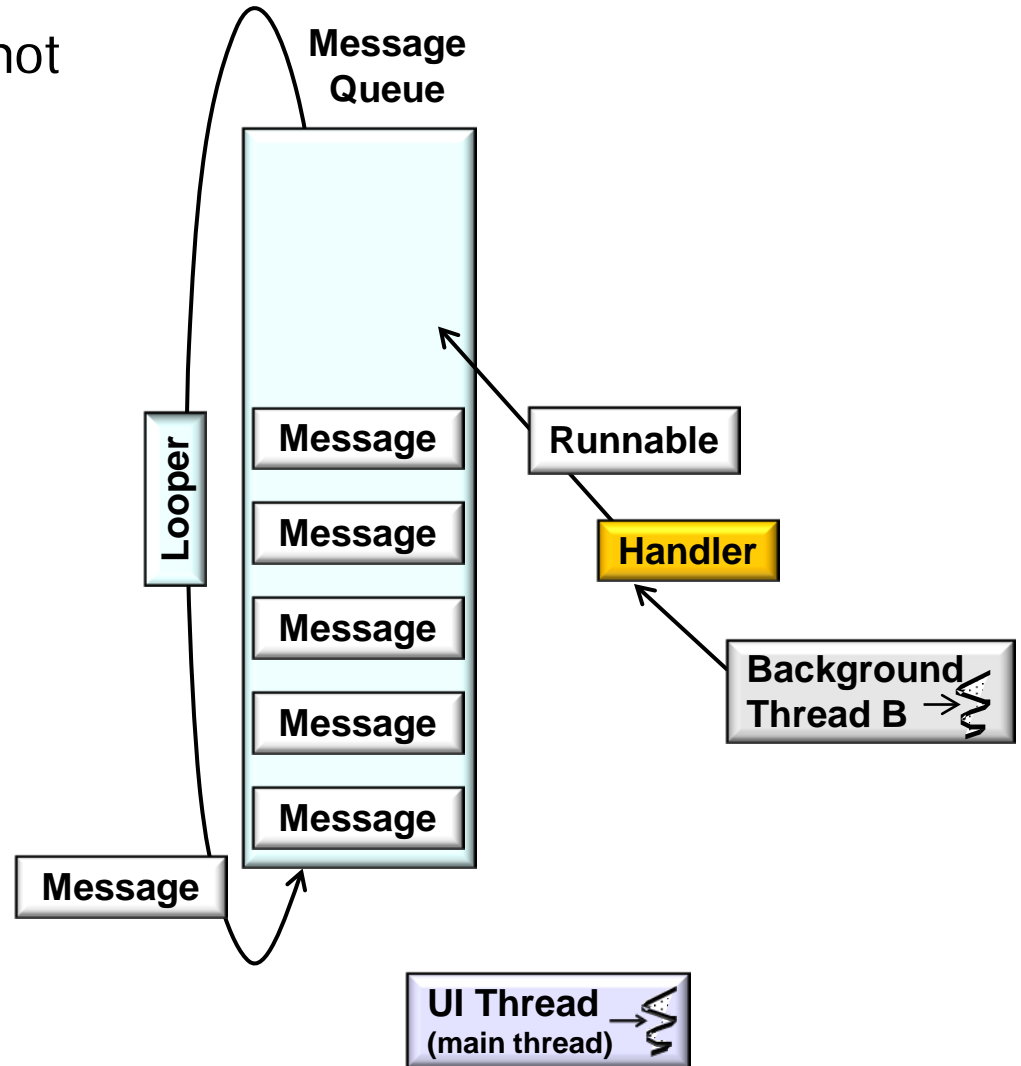 not
Message
Queue
Message
Runnable
Looper
Message
Handler
Message
Background
Thread B
Message
Message
Message
UI Thread
(main thread)